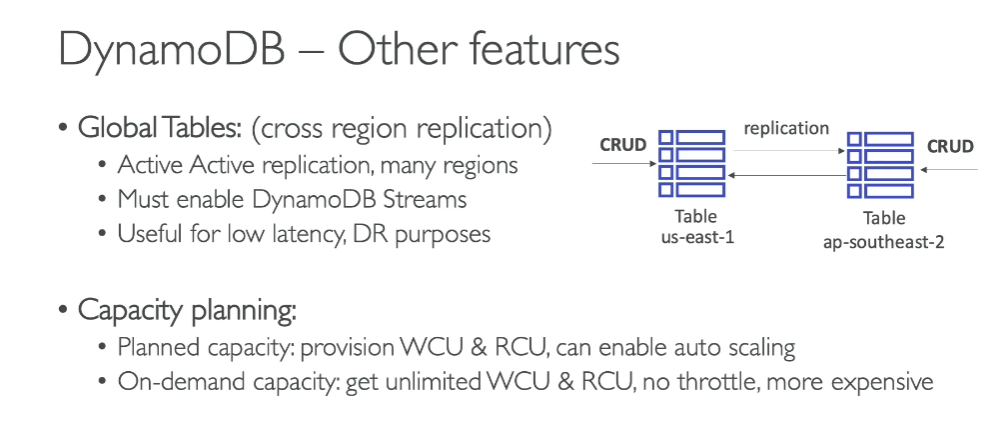 DynamoDB – Other features
• Global Tables: (cross region replication)
• Active Active replication, many regions
• Must enable DynamoDB Streams
• Useful for low latency, DR purposes
CRUD
replication
CRUD
Table
us-east-1
Table
ap-southeast-2
• Capacity planning:
• Planned capacity: provision WCU & RCU, can enable auto scaling
• On-demand capacity: get unlimited WCU & RCU, no throttle, more expensive